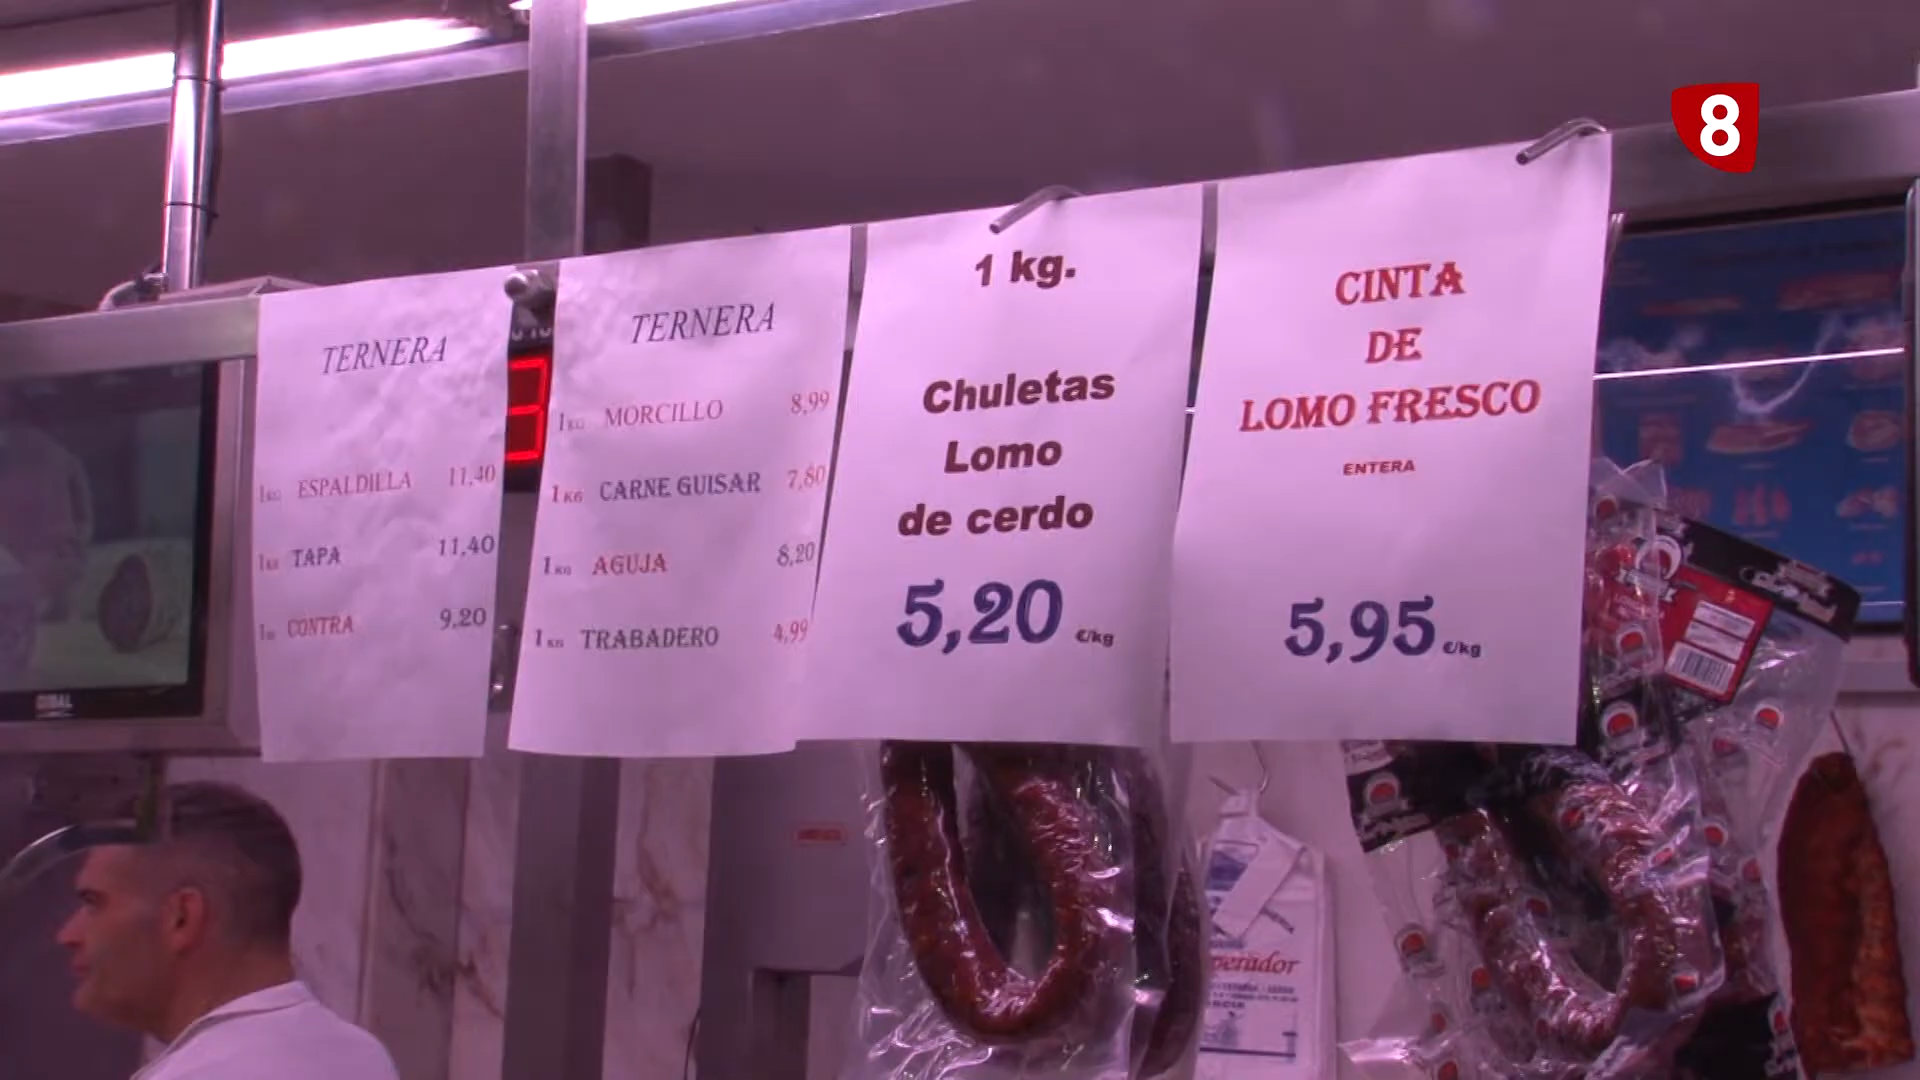 8
TERNERA
1KG ESPALDILLA 11,40
1KG TAPA 11,40
1KG CONTRA 9,20
TERNERA
1KG MORCILLO 8,99
1KG CARNE GUISAR 7,80
1KG AGUJA 8,20
1KG TRABADERO 4,99
1 kg.
Chuletas
Lomo
de cerdo
5,20 €/kg
CINTA
DE
LOMO FRESCO
ENTERA
5,95 €/kg
3
DIBAL